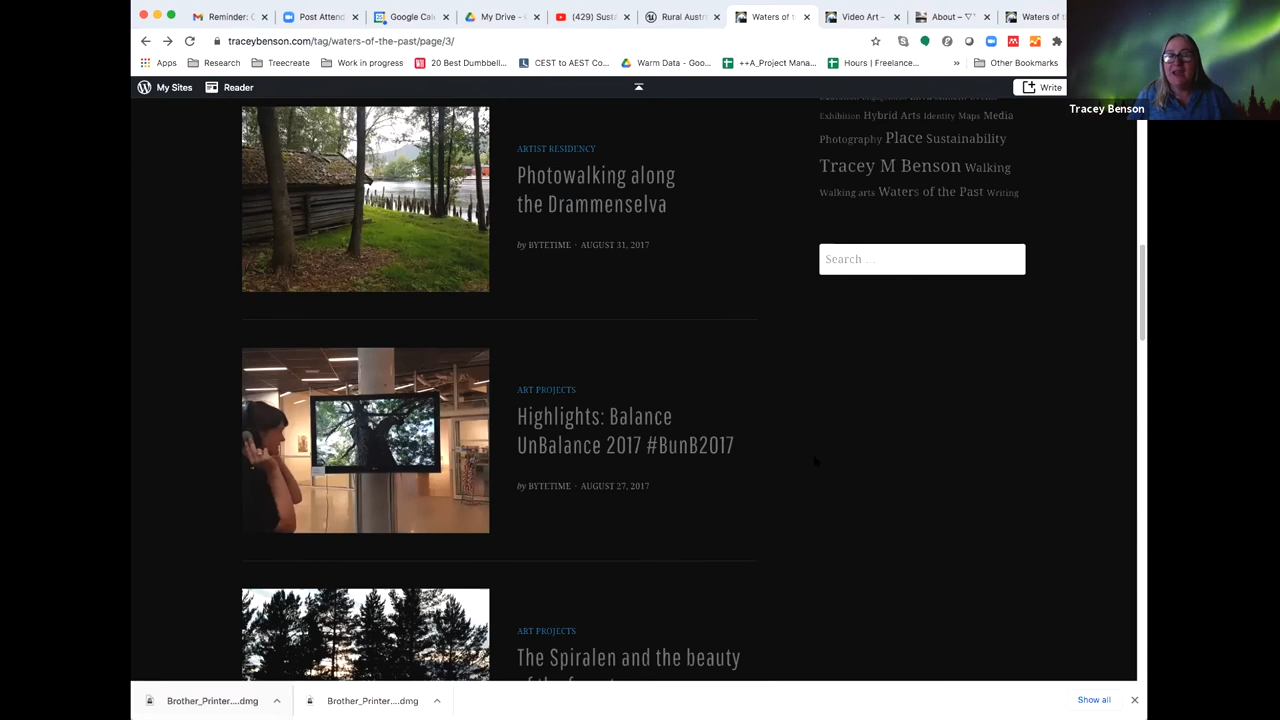 Reminder: C
Post Attend
Google Cal
My Drive - G
(429) Susta
Rural Austr
Waters of t
Video Art –
About –
Waters of t
traceybenson.com/tag/waters-of-the-past/page/3/
Apps
Research
Treecreate
Work in progress
20 Best Dumbbell...
CEST to AEST Co...
Warm Data - Goo...
++A_Project Mana...
Hours | Freelance...
»
Other Bookmarks
My Sites
Reader
Write
Tracey Benson
ARTIST RESIDENCY
Photowalking along
the Drammenselva
by BYTETIME · AUGUST 31, 2017
ART PROJECTS
Highlights: Balance
UnBalance 2017 #BunB2017
by BYTETIME · AUGUST 27, 2017
ART PROJECTS
The Spiralen and the beauty
Exhibition Hybrid Arts Identity Maps Media
Photography Place Sustainability
Tracey M Benson Walking
Walking arts Waters of the Past Writing
Search ...
Brother_Printer....dmg
Brother_Printer....dmg
Show all